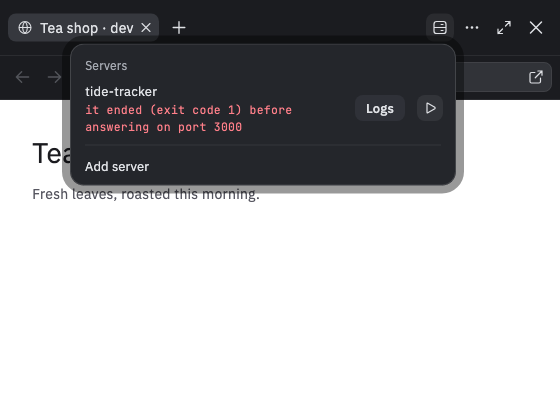 Tea shop · dev
Servers
tide-tracker
it ended (exit code 1) before
answering on port 3000
Logs
Add server
Fresh leaves, roasted this morning.